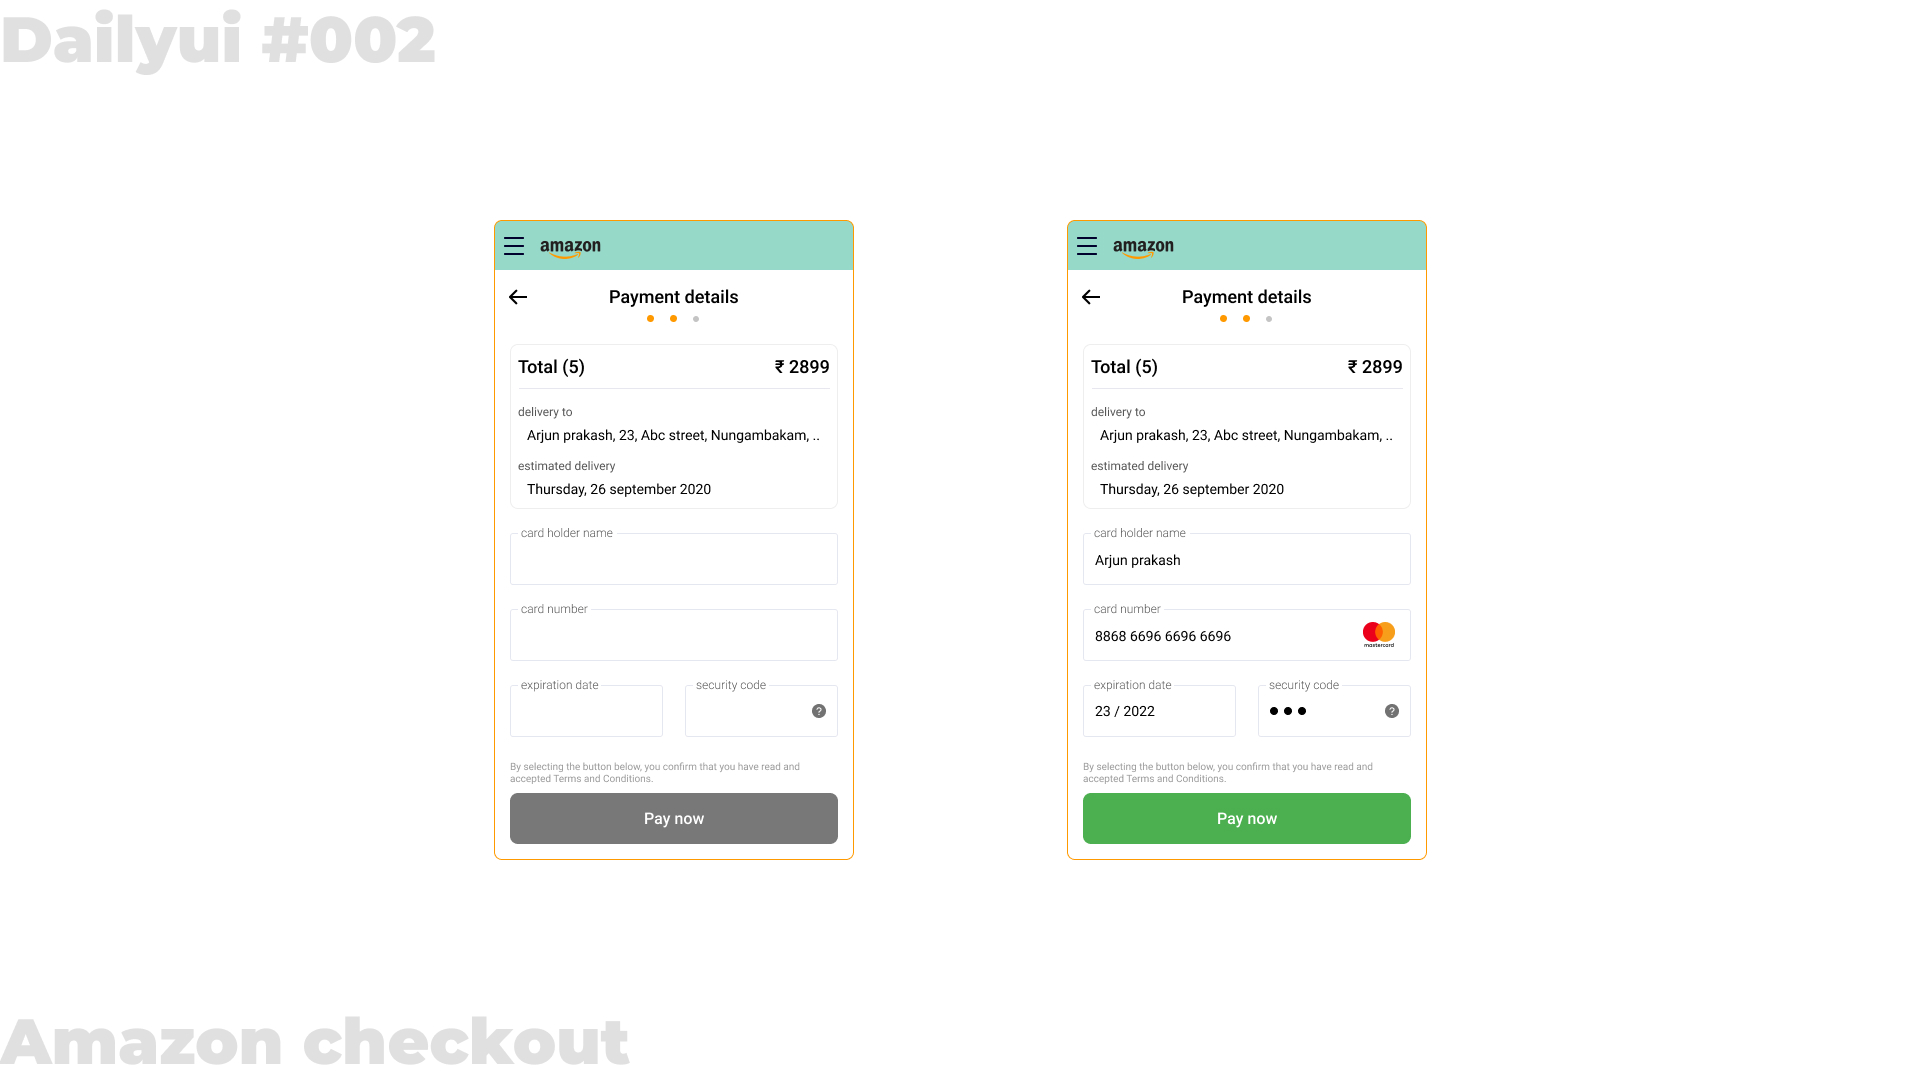 Dailyui #002
amazon
Payment details
Total (5) ₹ 2899
delivery to
Arjun prakash, 23, Abc street, Nungambakam, ..
estimated delivery
Thursday, 26 september 2020
card holder name
card number
expiration date security code
?
By selecting the button below, you confirm that you have read and
accepted Terms and Conditions.
Pay now
amazon
Payment details
Total (5) ₹ 2899
delivery to
Arjun prakash, 23, Abc street, Nungambakam, ..
estimated delivery
Thursday, 26 september 2020
card holder name
Arjun prakash
card number
8868 6696 6696 6696
mastercard
expiration date security code
23 / 2022 ●●● ?
By selecting the button below, you confirm that you have read and
accepted Terms and Conditions.
Pay now
Amazon checkout